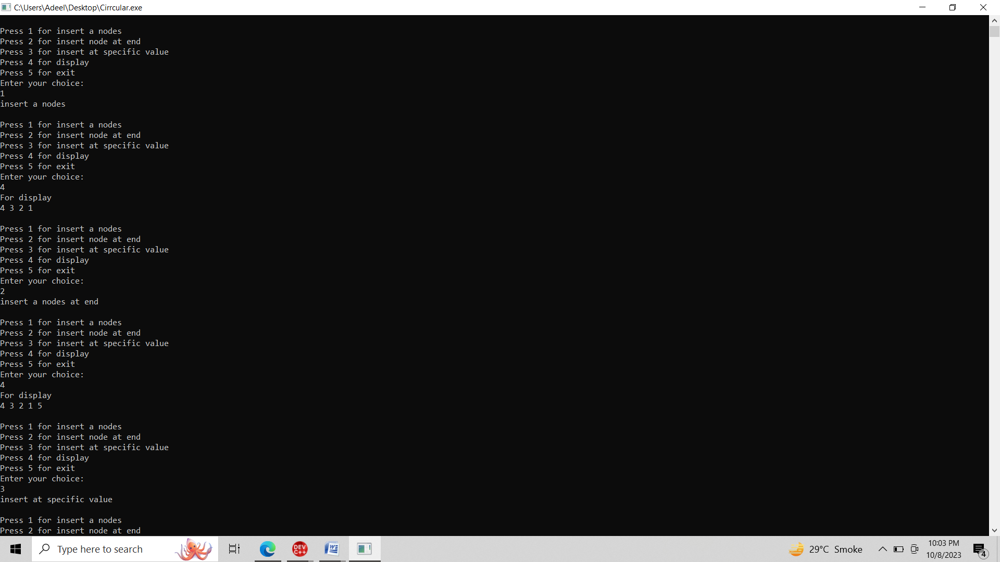 C:\Users\Adeel\Desktop\Cirrcular.exe
Press 1 for insert a nodes
Press 2 for insert node at end
Press 3 for insert at specific value
Press 4 for display
Press 5 for exit
Enter your choice:
1
insert a nodes
Press 1 for insert a nodes
Press 2 for insert node at end
Press 3 for insert at specific value
Press 4 for display
Press 5 for exit
Enter your choice:
4
For display
4 3 2 1
Press 1 for insert a nodes
Press 2 for insert node at end
Press 3 for insert at specific value
Press 4 for display
Press 5 for exit
Enter your choice:
2
insert a nodes at end
Press 1 for insert a nodes
Press 2 for insert node at end
Press 3 for insert at specific value
Press 4 for display
Press 5 for exit
Enter your choice:
4
For display
4 3 2 1 5
Press 1 for insert a nodes
Press 2 for insert node at end
Press 3 for insert at specific value
Press 4 for display
Press 5 for exit
Enter your choice:
3
insert at specific value
Press 1 for insert a nodes
Press 2 for insert node at end
Type here to search
DEV C++
W
29°C Smoke
10:03 PM
10/8/2023
4